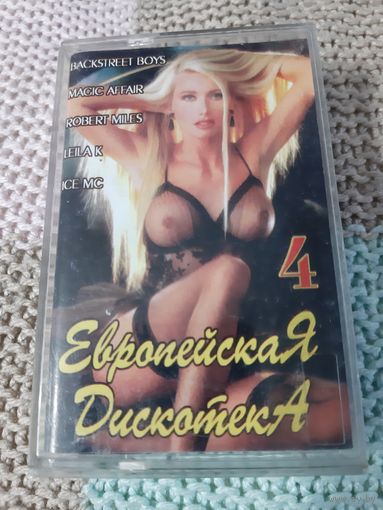 BACKSTREET BOYS
MAGIC AFFAIR
ROBERT MILES
LEILA K
ICE MC
4
ЕвропейскаЯ
ДискотекА